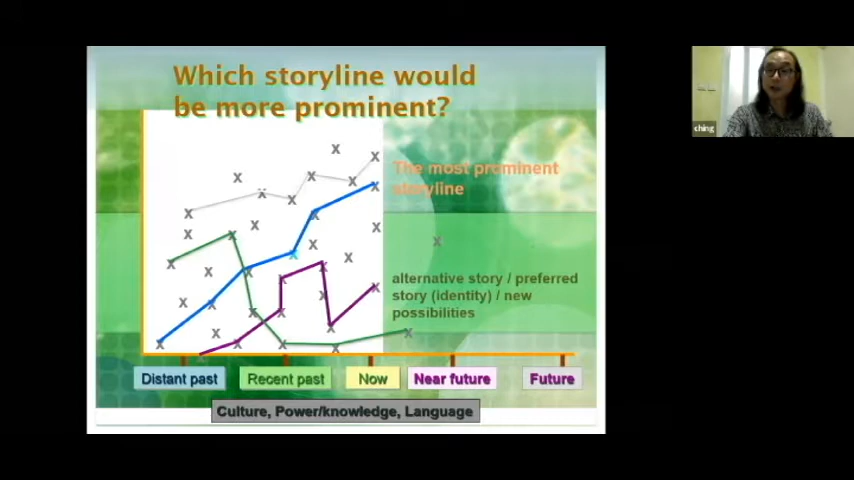 Which storyline would
be more prominent?
The most prominent
storyline
alternative story / preferred
story (identity) / new
possibilities
Distant past
Recent past
Now
Near future
Future
Culture, Power/knowledge, Language
ching